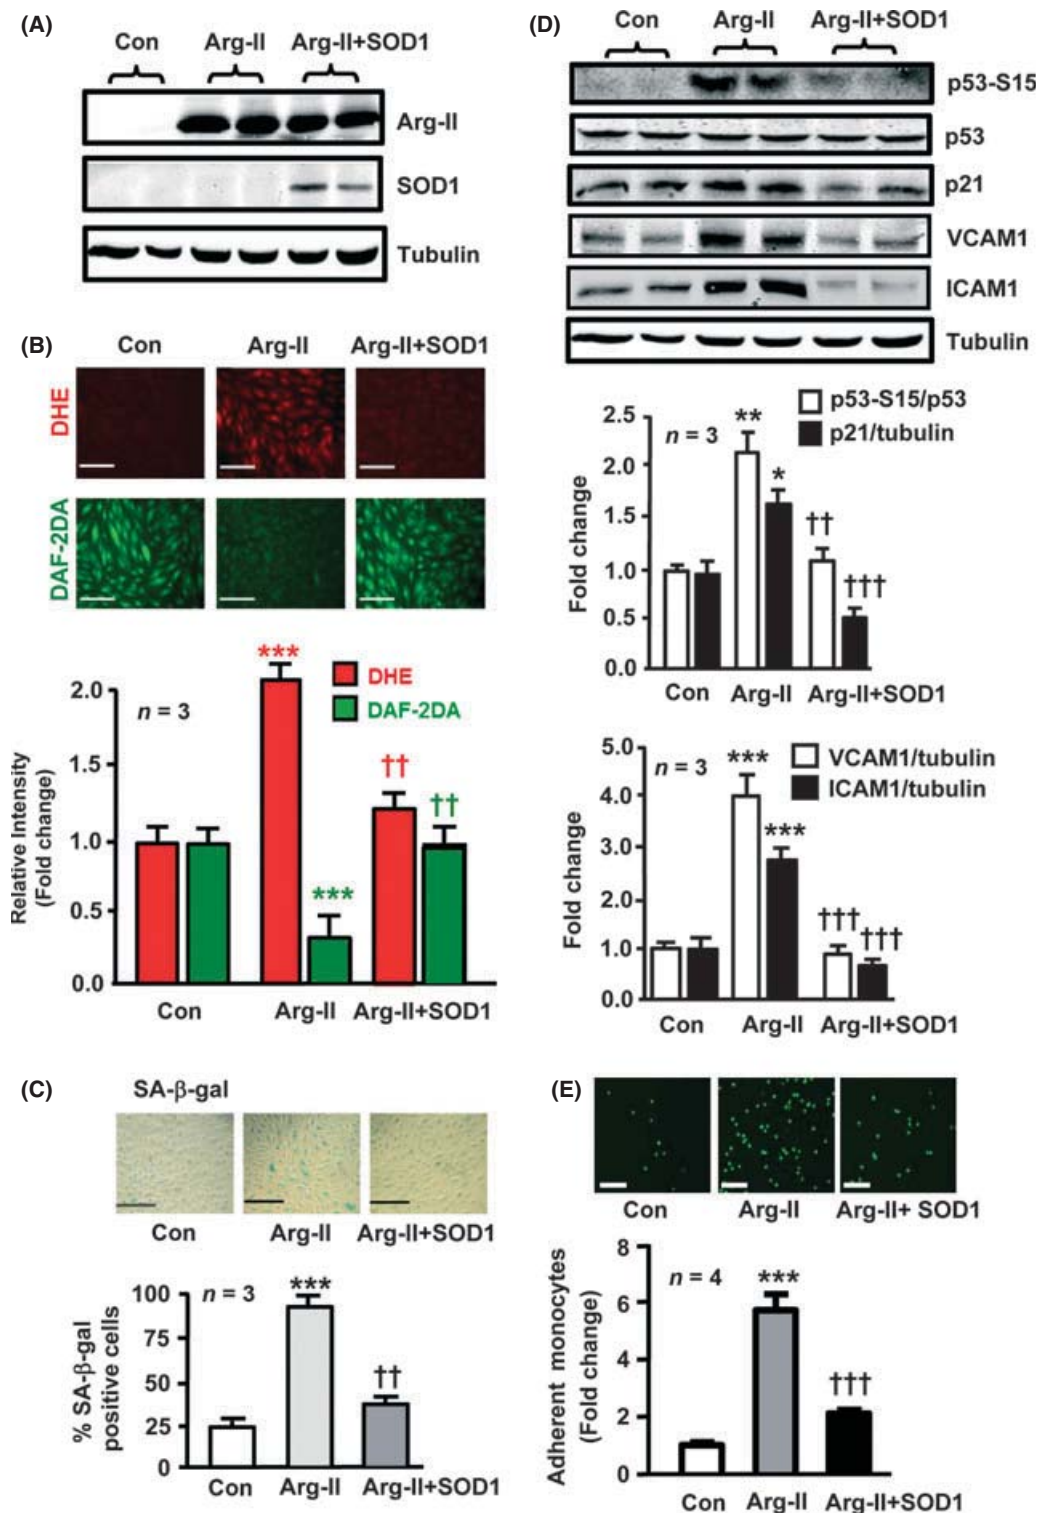 (A)
Con Arg-II Arg-II+SOD1
Arg-II
SOD1
Tubulin
(B)
Con Arg-II Arg-II+SOD1
DHE
DAF-2DA
Relative Intensity
(Fold change)
2.0
1.5
1.0
0.5
0.0
n = 3
***
***
††
††
DHE
DAF-2DA
Con Arg-II Arg-II+SOD1
(C)
SA-β-gal
Con Arg-II Arg-II+SOD1
% SA-β-gal
positive cells
100
75
50
25
0
n = 3
***
††
Con Arg-II Arg-II+SOD1
(D)
Con Arg-II Arg-II+SOD1
p53-S15
p53
p21
VCAM1
ICAM1
Tubulin
Fold change
2.5
2.0
1.5
1.0
0.5
0.0
n = 3
**
*
††
†††
p53-S15/p53
p21/tubulin
Con Arg-II Arg-II+SOD1
Fold change
5.0
4.0
3.0
2.0
1.0
0.0
n = 3
***
***
†††
†††
VCAM1/tubulin
ICAM1/tubulin
Con Arg-II Arg-II+SOD1
(E)
Con Arg-II Arg-II+ SOD1
Adherent monocytes
(Fold change)
8
6
4
2
0
n = 4
***
†††
Con Arg-II Arg-II+SOD1